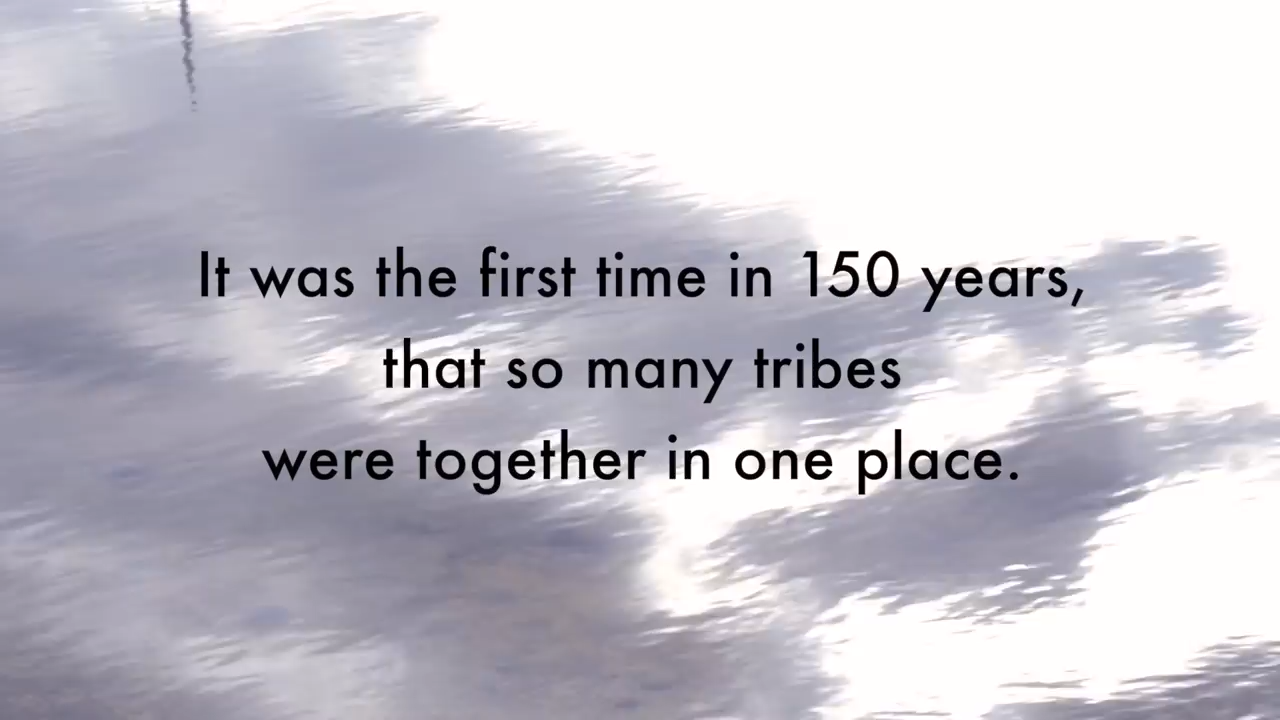 It was the first time in 150 years,
that so many tribes
were together in one place.